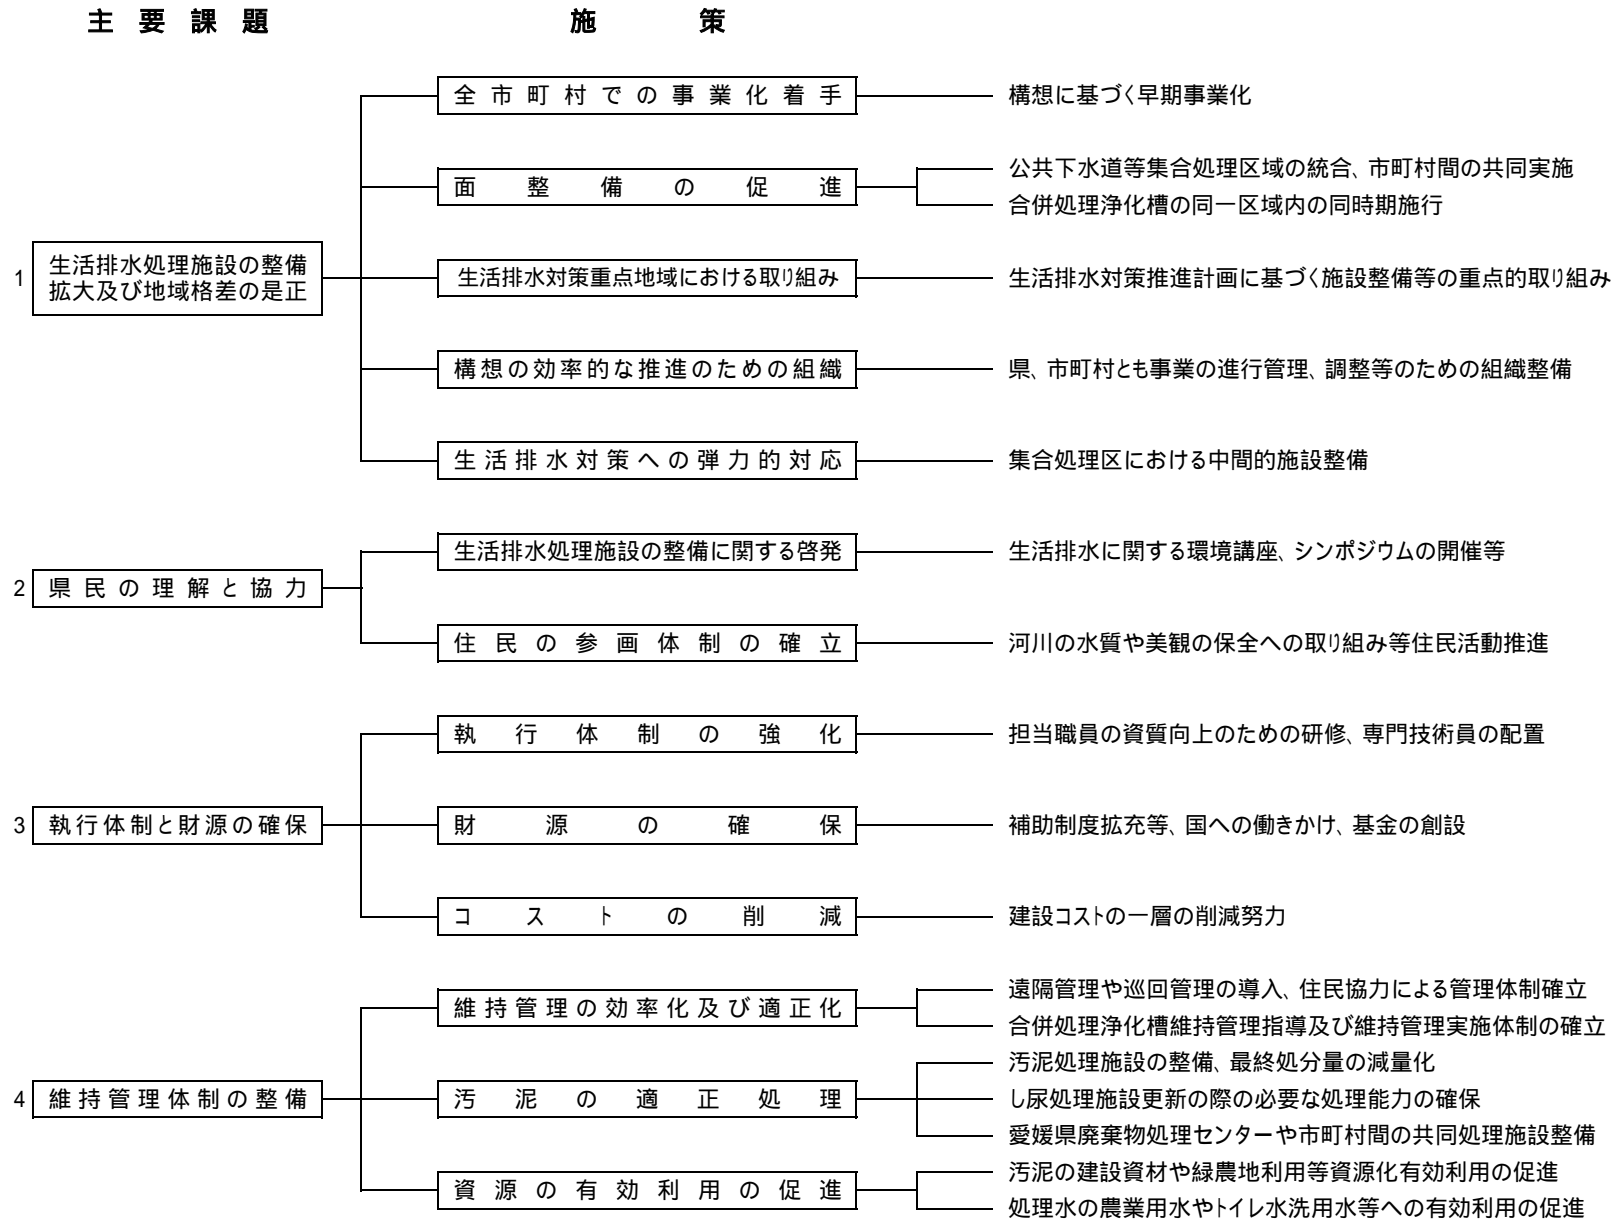 主要課題
施策
全市町村での事業化着手
構想に基づく早期事業化
面整備の促進
公共下水道等集合処理区域の統合、市町村間の共同実施
合併処理浄化槽の同一区域内の同時期施行
1
生活排水処理施設の整備
拡大及び地域格差の是正
生活排水対策重点地域における取り組み
生活排水対策推進計画に基づく施設整備等の重点的取り組み
構想の効率的な推進のための組織
県、市町村とも事業の進行管理、調整等のための組織整備
生活排水対策への弾力的対応
集合処理区における中間的施設整備
2
県民の理解と協力
生活排水処理施設の整備に関する啓発
生活排水に関する環境講座、シンポジウムの開催等
住民の参画体制の確立
河川の水質や美観の保全への取り組み等住民活動推進
3
執行体制と財源の確保
執行体制の強化
担当職員の資質向上のための研修、専門技術員の配置
財源の確保
補助制度拡充等、国への働きかけ、基金の創設
コストの削減
建設コストの一層の削減努力
4
維持管理体制の整備
維持管理の効率化及び適正化
遠隔管理や巡回管理の導入、住民協力による管理体制確立
合併処理浄化槽維持管理指導及び維持管理実施体制の確立
汚泥の適正処理
汚泥処理施設の整備、最終処分量の減量化
し尿処理施設更新の際の必要な処理能力の確保
愛媛県廃棄物処理センターや市町村間の共同処理施設整備
資源の有効利用の促進
汚泥の建設資材や緑農地利用等資源化有効利用の促進
処理水の農業用水やトイレ水洗用水等への有効利用の促進